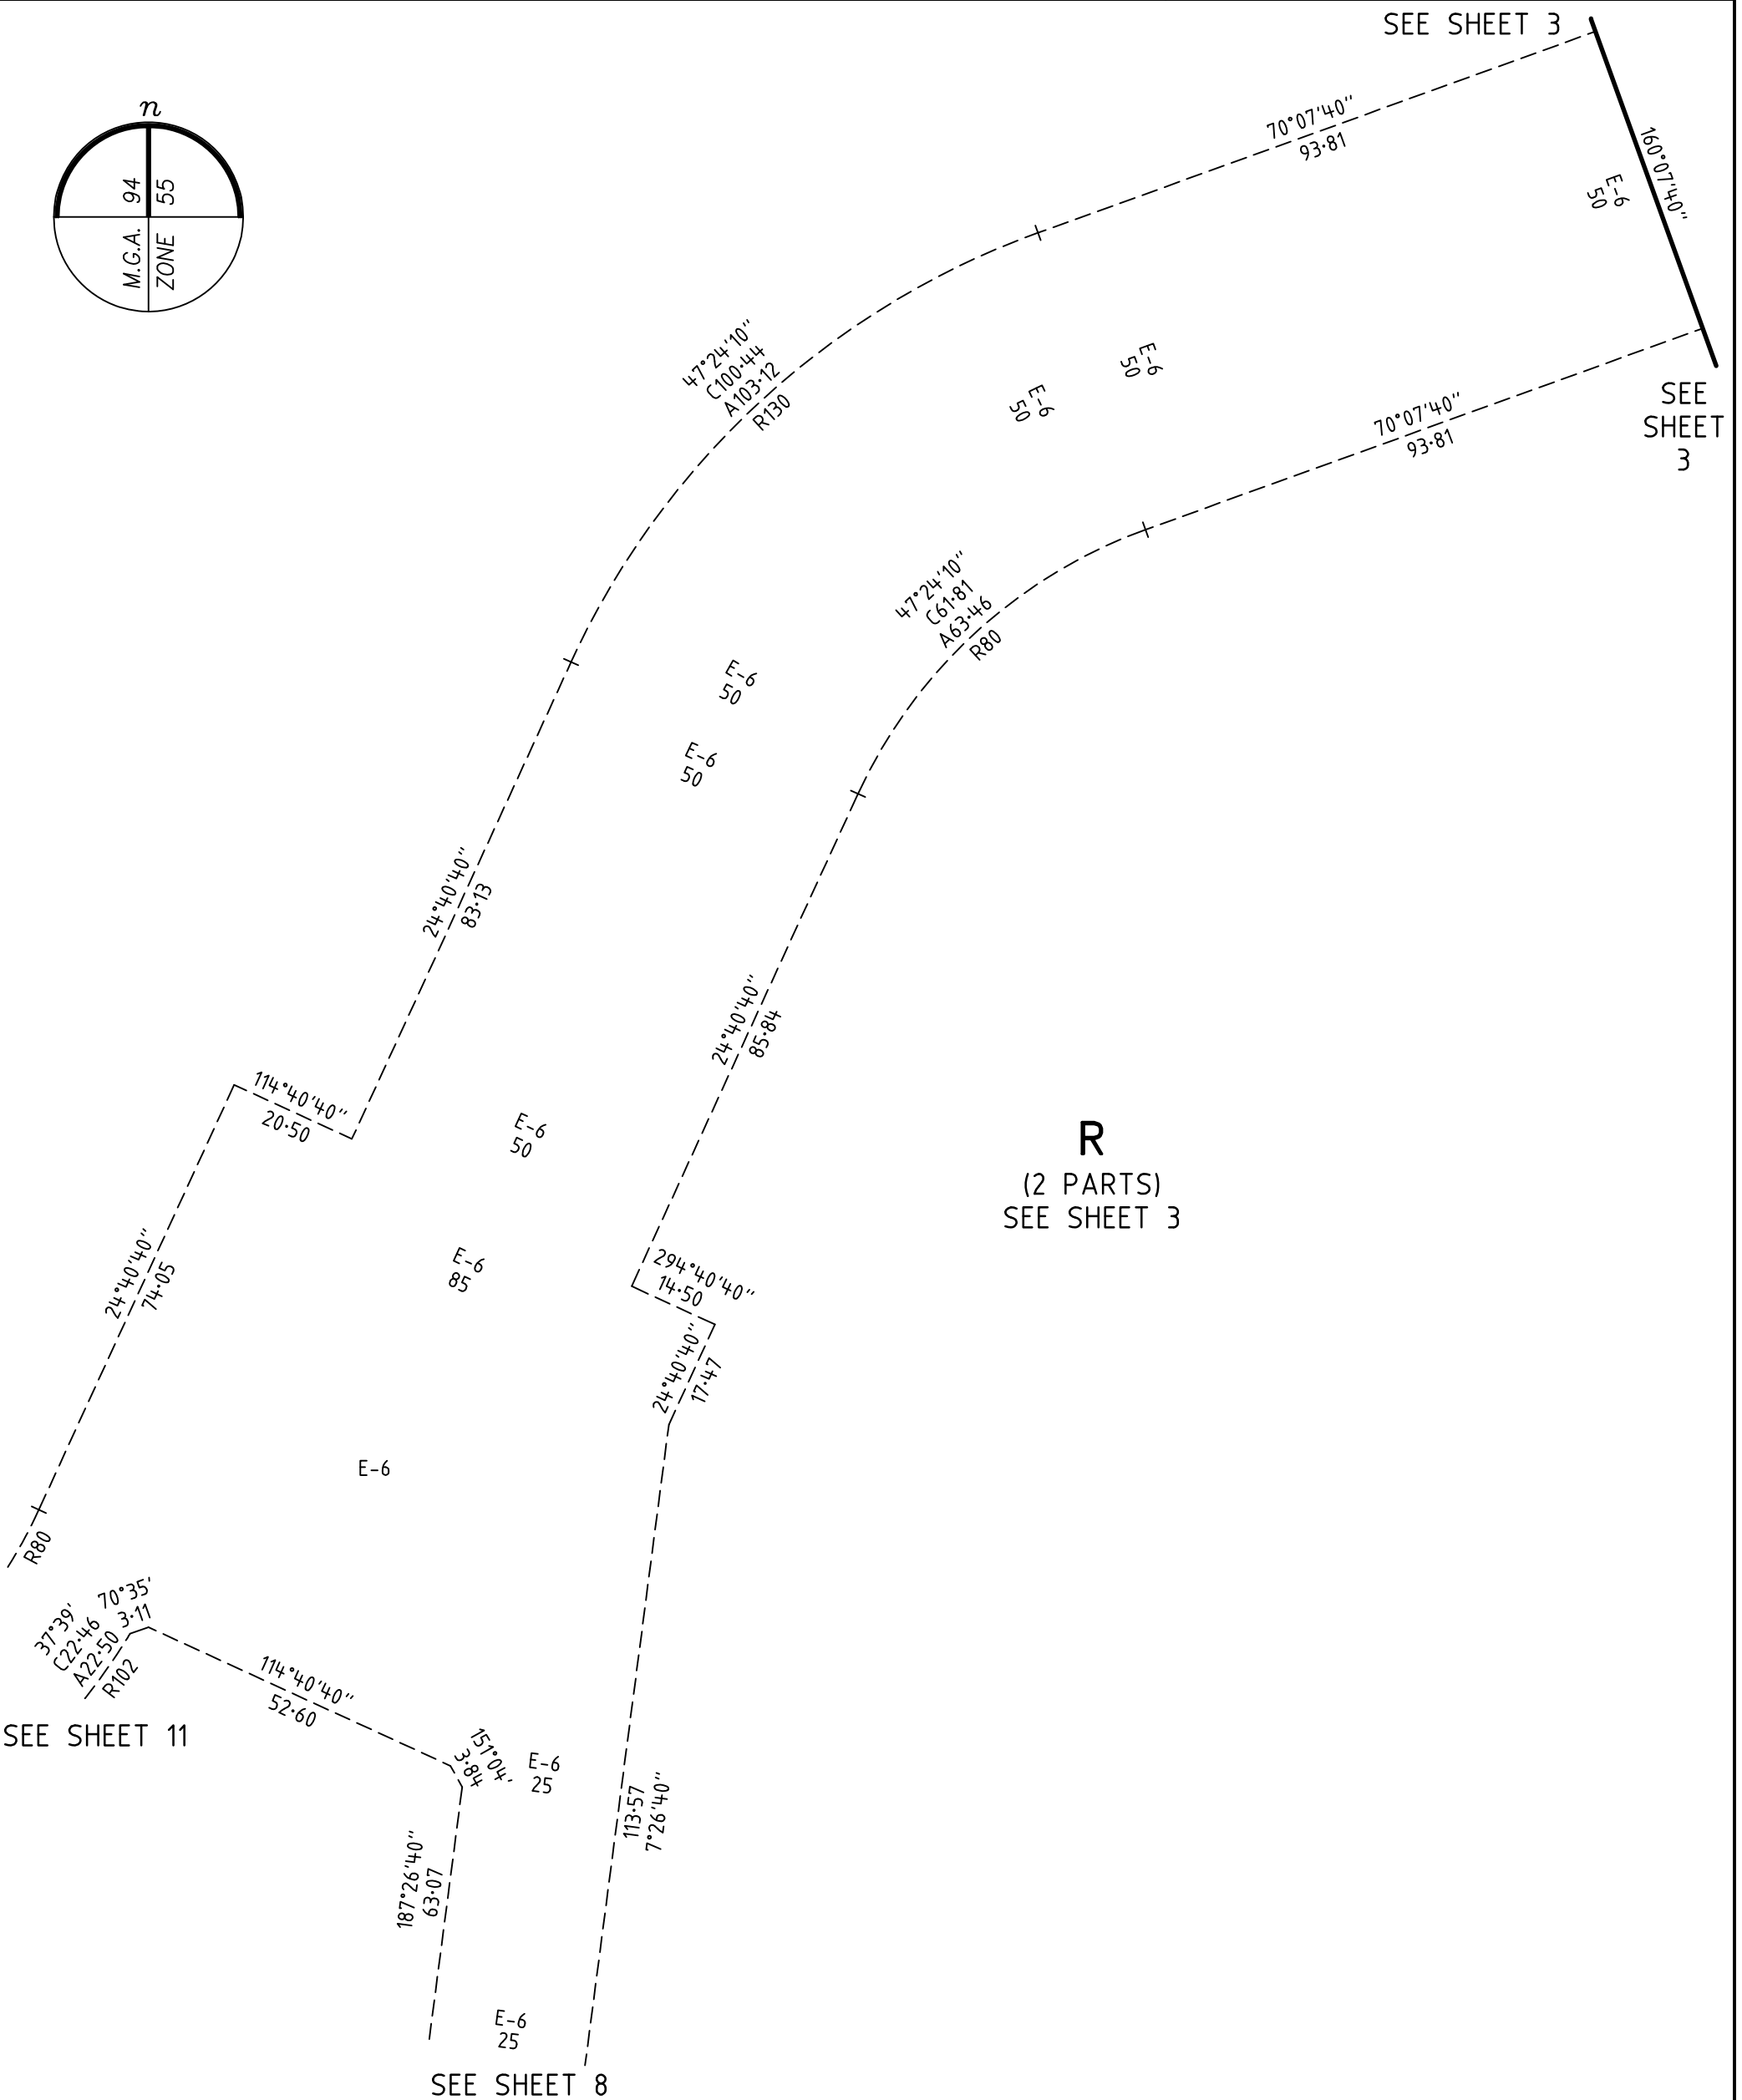 SEE SHEET 3
n
M.G.A. 94
ZONE 55
70°07'40"
93·81
160°07'40"
E-6
50
47°24'10"
C100·44
A103·12
R130
E-6
50
E-6
50
SEE
SHEET
3
70°07'40"
93·81
47°24'10"
C61·81
A63·46
R80
E-6
50
E-6
50
24°40'40"
83·13
24°40'40"
85·84
114°40'40"
20·50
E-6
50
R
(2 PARTS)
SEE SHEET 3
24°40'40"
74·05
E-6
85
294°40'40"
14·50
24°40'40"
17·47
E-6
R80
70°35'
3·11
37°39'
C22·46
A22·50
R102
114°40'40"
52·60
SEE SHEET 11
151°04'
3·84
E-6
25
113·57
7°26'40"
187°26'40"
63·07
E-6
25
SEE SHEET 8